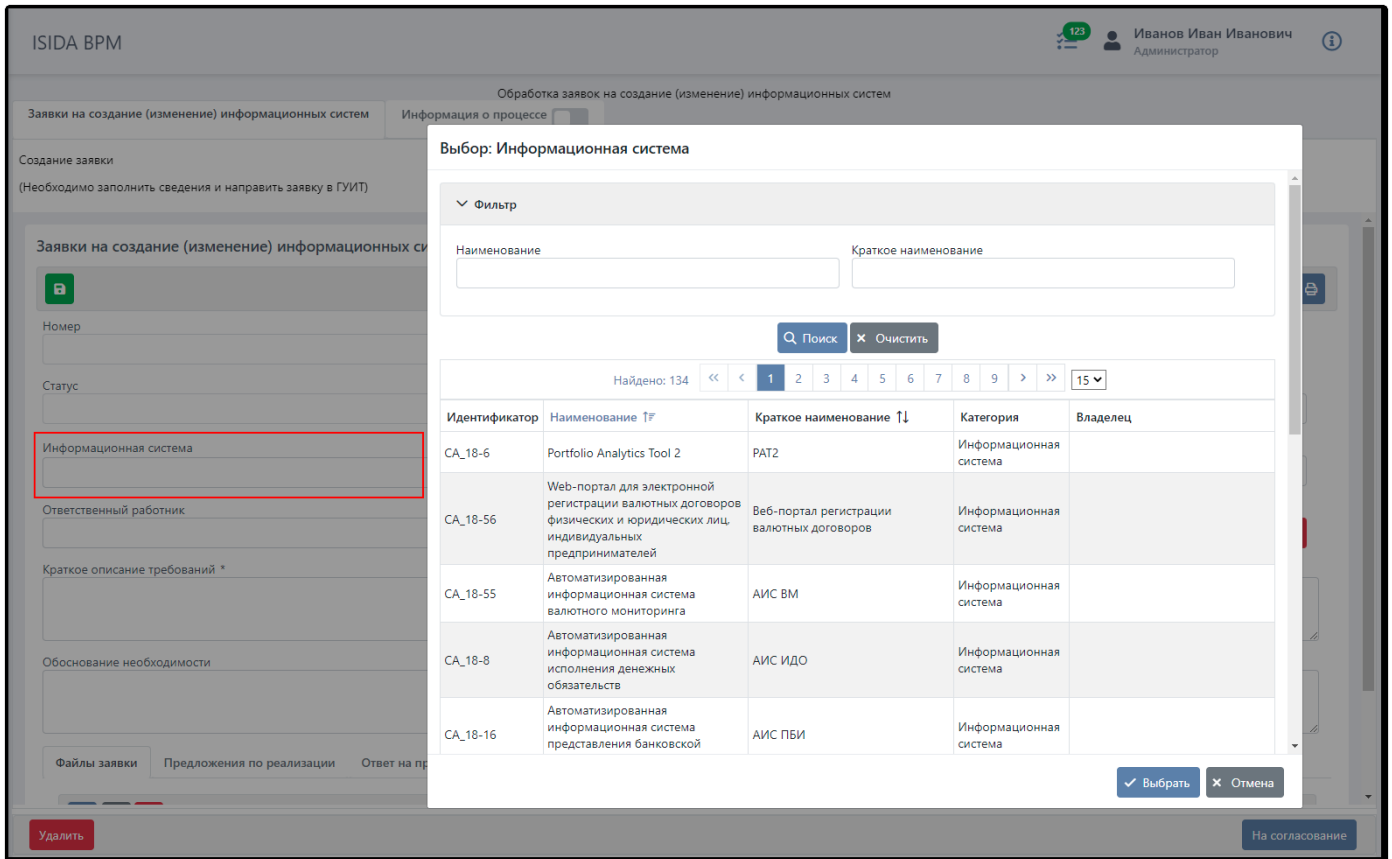 ISIDA BPM
123
Иванов Иван Иванович
Администратор
Обработка заявок на создание (изменение) информационных систем
Заявки на создание (изменение) информационных систем
Информация о процессе
Создание заявки
(Необходимо заполнить сведения и направить заявку в ГУИТ)
Заявки на создание (изменение) информационных си
Номер
Статус
Информационная система
Ответственный работник
Краткое описание требований *
Обоснование необходимости
Файлы заявки
Предложения по реализации
Ответ на пр
Удалить
На согласование
Выбор: Информационная система
Фильтр
Наименование
Краткое наименование
Поиск
Очистить
Найдено: 134 1 2 3 4 5 6 7 8 9 15
Идентификатор Наименование Краткое наименование Категория Владелец
CA_18-6
Portfolio Analytics Tool 2
PAT2
Информационная
система
CA_18-56
Web-портал для электронной
регистрации валютных договоров
физических и юридических лиц,
индивидуальных
предпринимателей
Веб-портал регистрации
валютных договоров
Информационная
система
CA_18-55
Автоматизированная
информационная система
валютного мониторинга
АИС ВМ
Информационная
система
CA_18-8
Автоматизированная
информационная система
исполнения денежных
обязательств
АИС ИДО
Информационная
система
CA_18-16
Автоматизированная
информационная система
представления банковской
АИС ПБИ
Информационная
система
Выбрать
Отмена